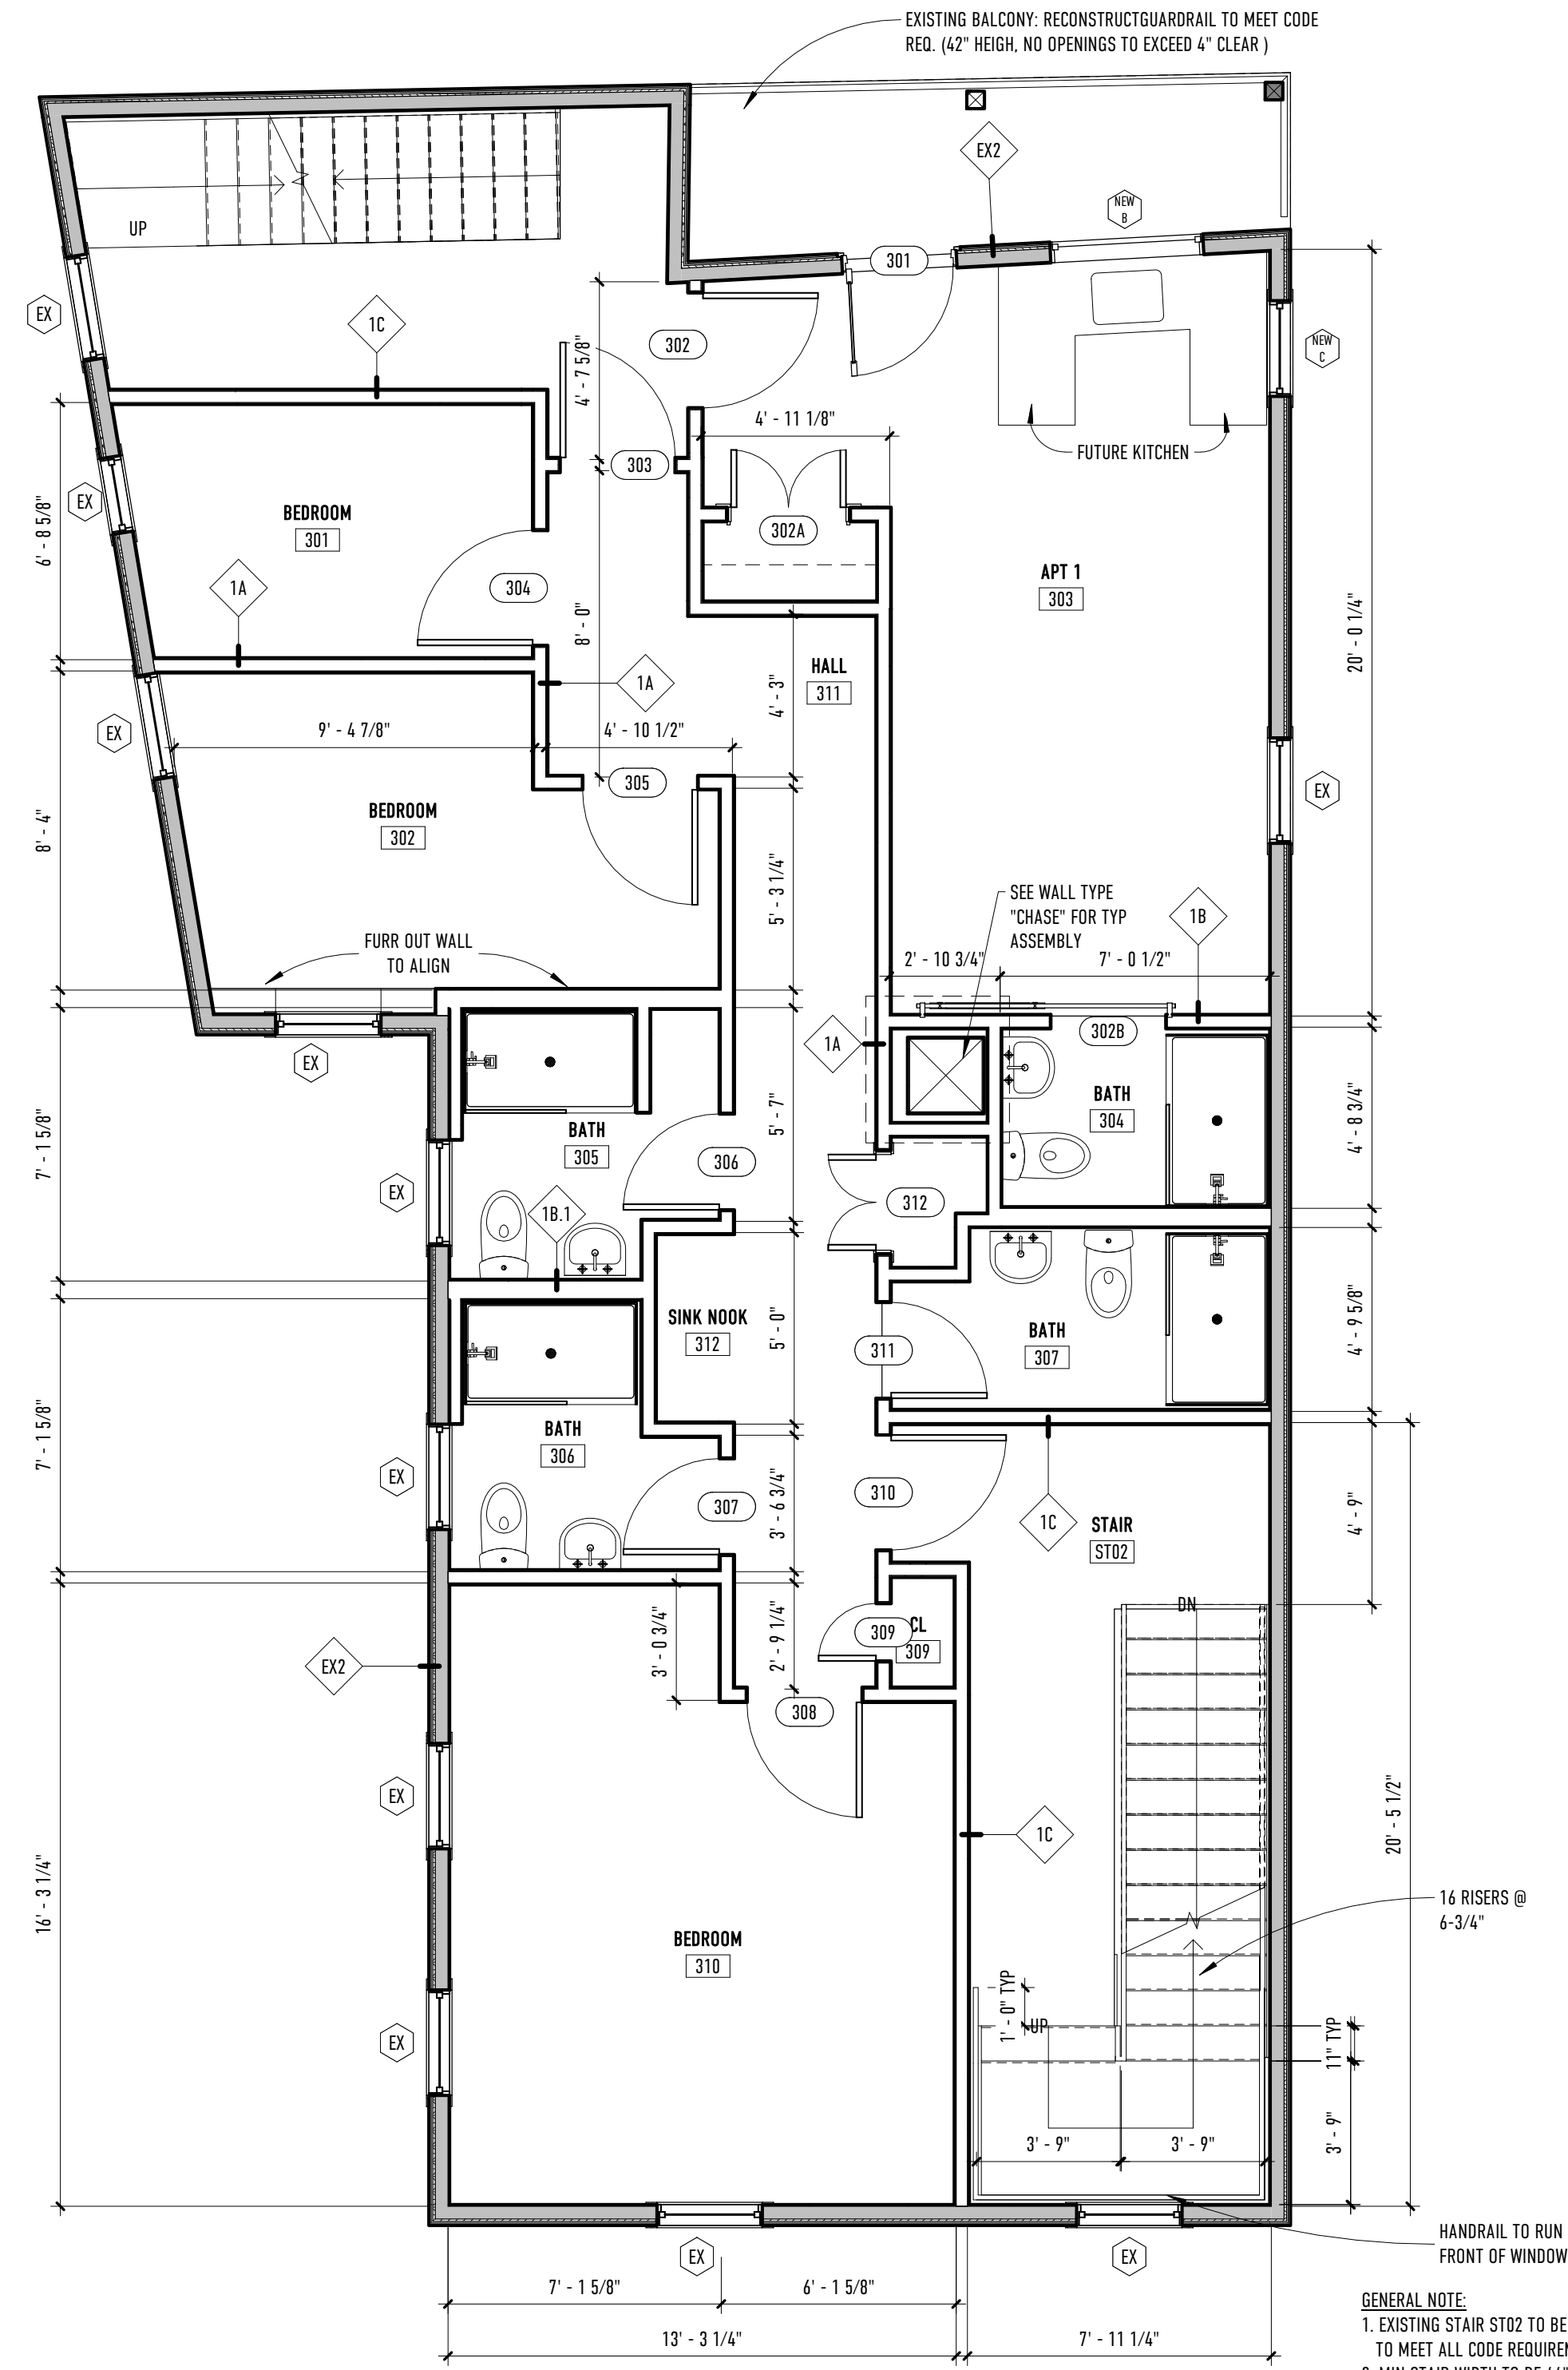 EXISTING BALCONY: RECONSTRUCTGUARDRAIL TO MEET CODE
REQ. (42" HEIGH, NO OPENINGS TO EXCEED 4" CLEAR )
EX2
NEW
B
UP
301
EX
1C
302
4' - 7 5/8"
NEW
C
4' - 11 1/8"
FUTURE KITCHEN
303
EX
BEDROOM
301
6' - 8 5/8"
302A
1A
304
APT 1
303
8' - 0"
20' - 0 1/4"
HALL
311
1A
4' - 3"
EX
9' - 4 7/8"
4' - 10 1/2"
305
EX
BEDROOM
302
8' - 4"
5' - 3 1/4"
SEE WALL TYPE
"CHASE" FOR TYP
ASSEMBLY
1B
FURR OUT WALL
TO ALIGN
2' - 10 3/4"
7' - 0 1/2"
302B
1A
EX
BATH
304
4' - 8 3/4"
5' - 7"
BATH
305
7' - 1 5/8"
306
EX
312
1B.1
SINK NOOK
312
5' - 0"
311
BATH
307
4' - 9 5/8"
BATH
306
7' - 1 5/8"
EX
307
3' - 6 3/4"
310
1C
STAIR
ST02
4' - 9"
DN
3' - 0 3/4"
2' - 9 1/4"
309
CL
309
EX2
308
EX
1C
20' - 5 1/2"
16' - 3 1/4"
BEDROOM
310
16 RISERS @
6-3/4"
1' - 0" TYP
UP
11" TYP
EX
3' - 9"
3' - 9"
3' - 9"
HANDRAIL TO RUN
FRONT OF WINDOW
EX
EX
7' - 1 5/8"
6' - 1 5/8"
GENERAL NOTE:
1. EXISTING STAIR ST02 TO BE
TO MEET ALL CODE
13' - 3 1/4"
7' - 11 1/4"